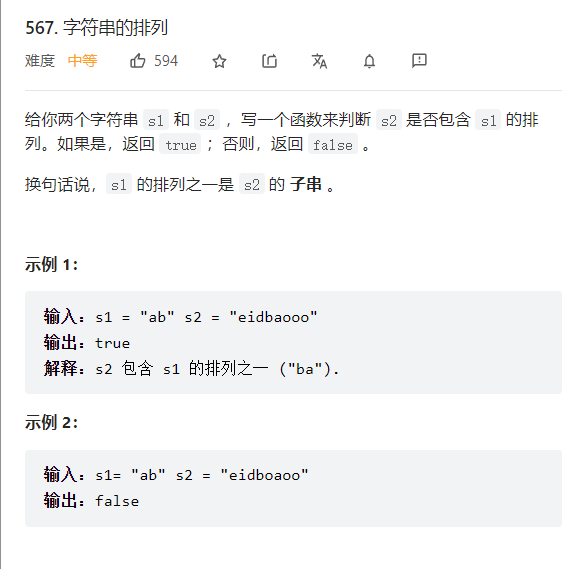 567. 字符串的排列
难度 中等 594
给你两个字符串 s1 和 s2 ，写一个函数来判断 s2 是否包含 s1 的排
列。如果是，返回 true ；否则，返回 false 。
换句话说，s1 的排列之一是 s2 的 子串 。
示例 1：
输入：s1 = "ab" s2 = "eidbaooo"
输出：true
解释：s2 包含 s1 的排列之一 ("ba").
示例 2：
输入：s1= "ab" s2 = "eidboaoo"
输出：false